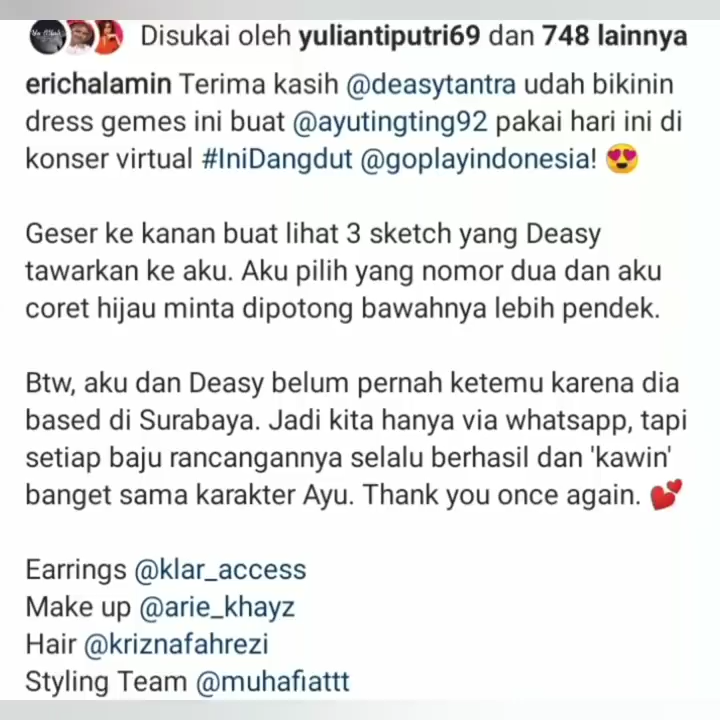 Disukai oleh yuliantiputri69 dan 748 lainnya
erichalamin Terima kasih @deasytantra udah bikinin
dress gemes ini buat @ayutingting92 pakai hari ini di
konser virtual #IniDangdut @goplayindonesia! 😍
Geser ke kanan buat lihat 3 sketch yang Deasy
tawarkan ke aku. Aku pilih yang nomor dua dan aku
coret hijau minta dipotong bawahnya lebih pendek.
Btw, aku dan Deasy belum pernah ketemu karena dia
based di Surabaya. Jadi kita hanya via whatsapp, tapi
setiap baju rancangannya selalu berhasil dan 'kawin'
banget sama karakter Ayu. Thank you once again. 💕
Earrings @klar_access
Make up @arie_khayz
Hair @kriznafahrezi
Styling Team @muhafiattt